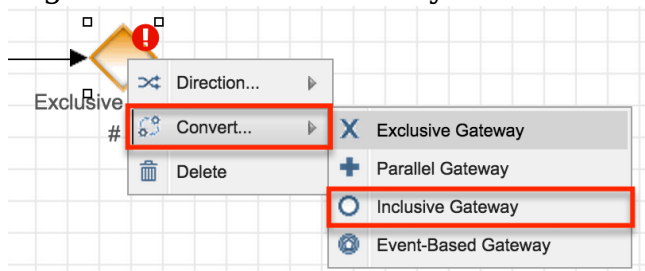 Exclusive
#
Direction...
Convert...
Delete
Exclusive Gateway
Parallel Gateway
Inclusive Gateway
Event-Based Gateway